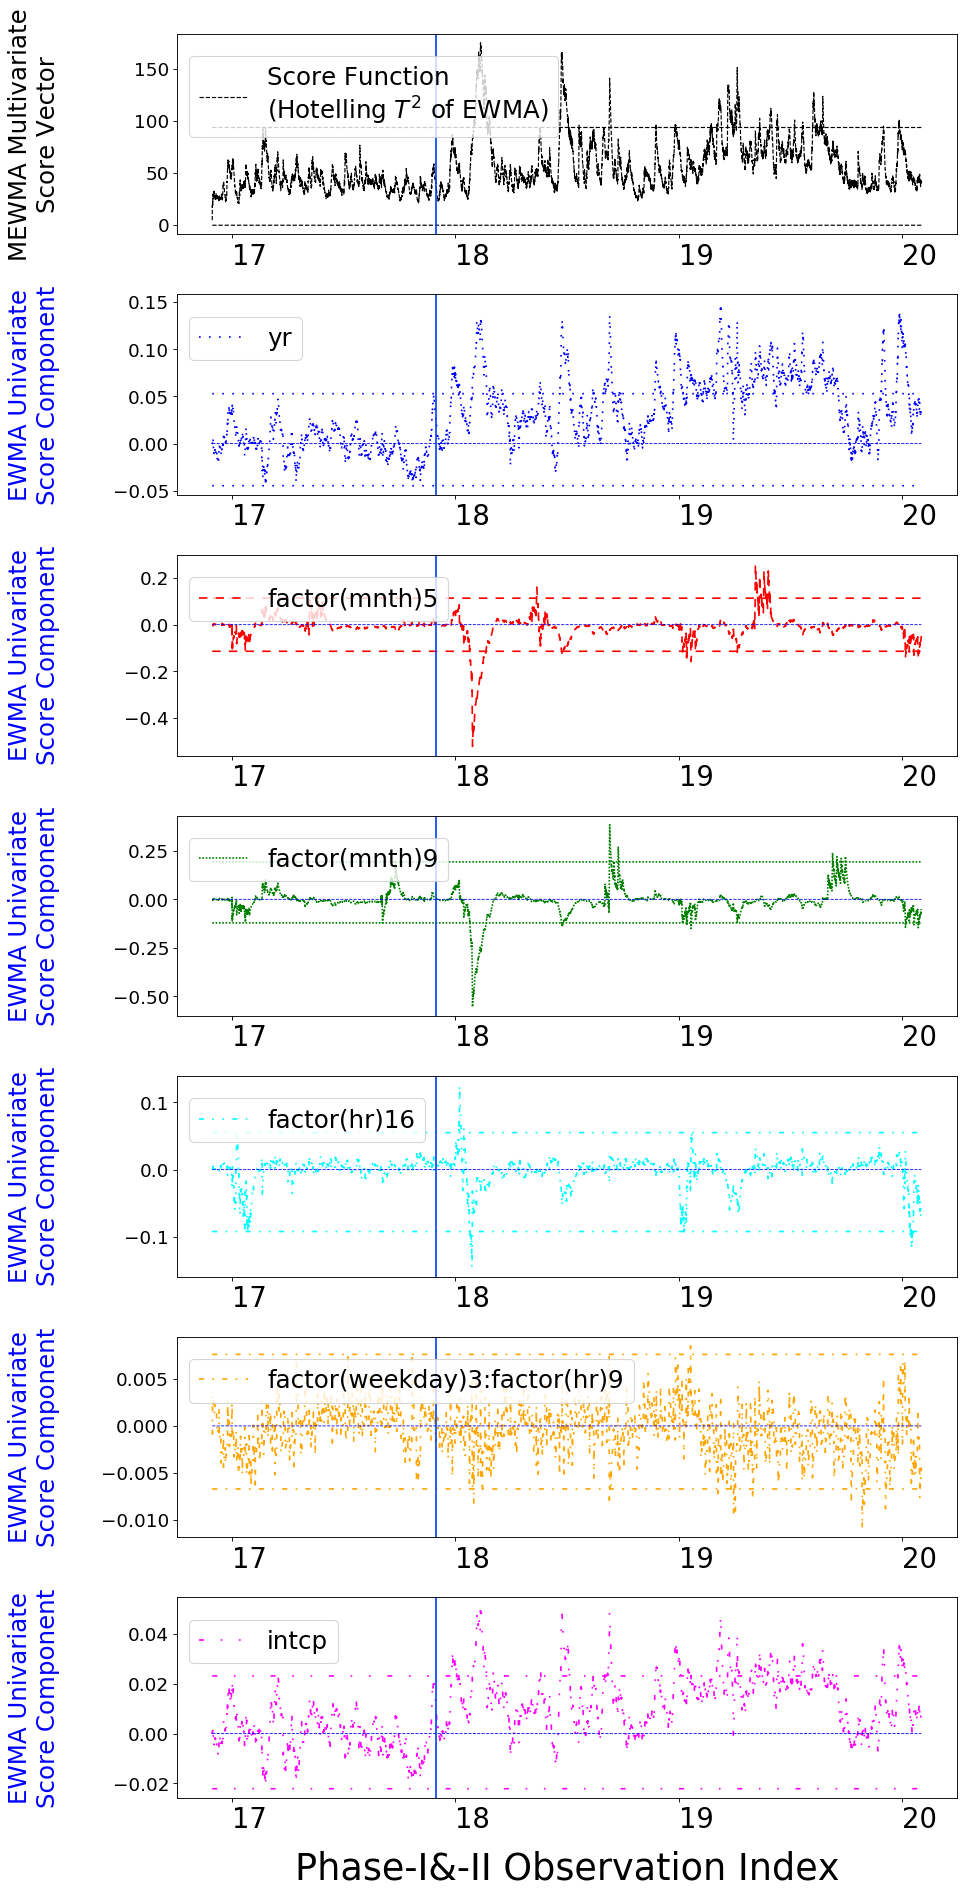 MEWMA Multivariate
Score Vector
150
100
50
0
Score Function
(Hotelling T² of EWMA)
17 18 19 20
EWMA Univariate
Score Component
0.15
0.10
0.05
0.00
−0.05
yr
17 18 19 20
EWMA Univariate
Score Component
0.2
0.0
−0.2
−0.4
factor(mnth)5
17 18 19 20
EWMA Univariate
Score Component
0.25
0.00
−0.25
−0.50
factor(mnth)9
17 18 19 20
EWMA Univariate
Score Component
0.1
0.0
−0.1
factor(hr)16
17 18 19 20
EWMA Univariate
Score Component
0.005
0.000
−0.005
−0.010
factor(weekday)3:factor(hr)9
17 18 19 20
EWMA Univariate
Score Component
0.04
0.02
0.00
−0.02
intcp
17 18 19 20
Phase-I&-II Observation Index